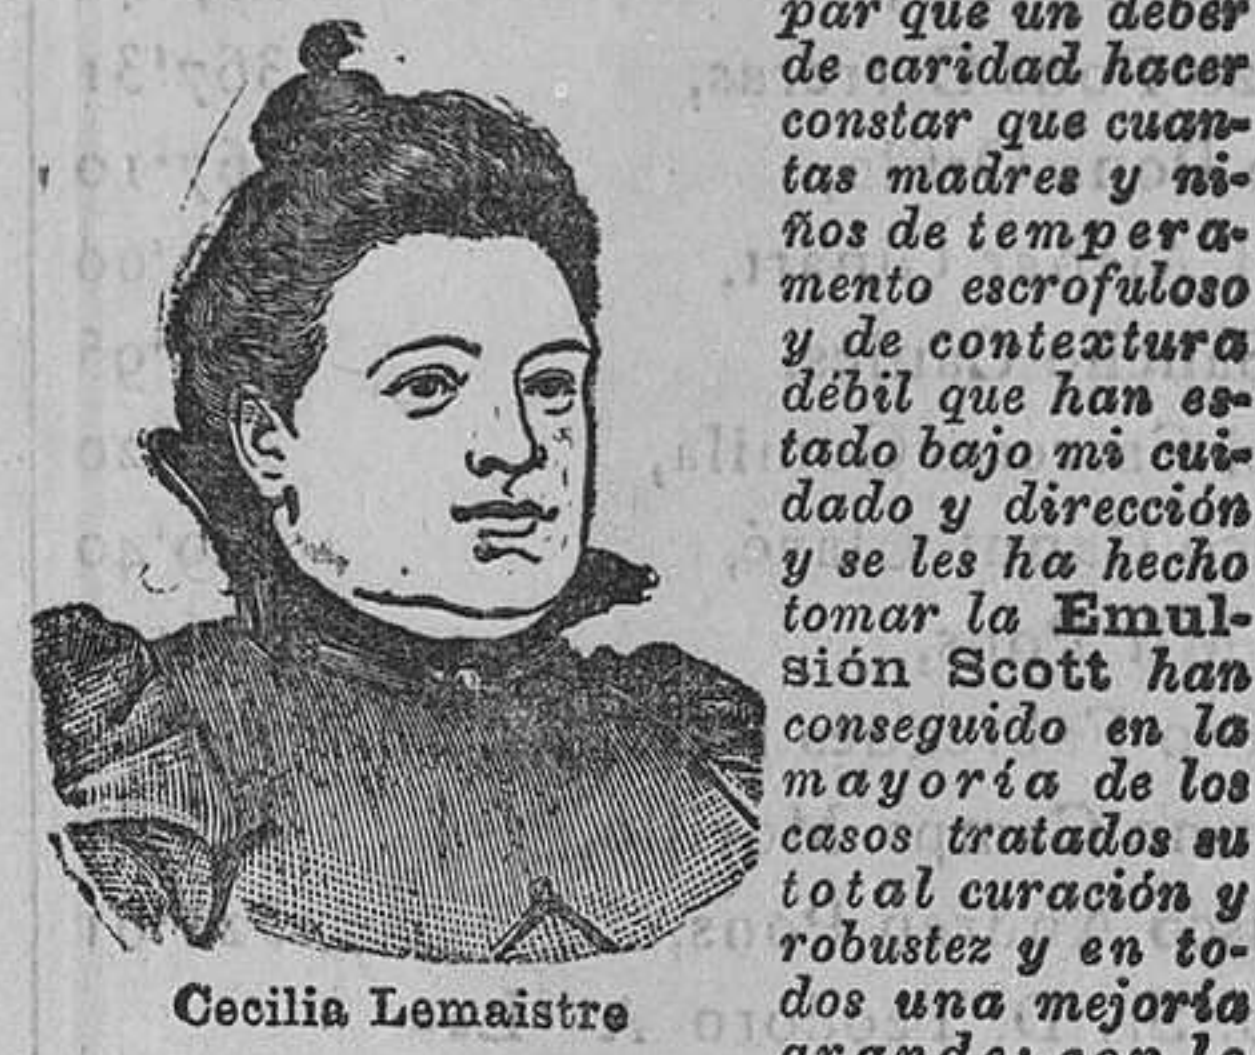 par que un deber
de caridad hacer
constar que cuan-
tas madres y ni-
ños de tempera-
mento escrofuloso
y de contextura
débil que han es-
tado bajo mi cui-
dado y dirección
y se les ha hecho
tomar la Emul-
sión Scott han
conseguido en la
mayoría de los
casos tratados su
total curación y
robustez y en to-
dos una mejoría
Cecilia Lemaistre